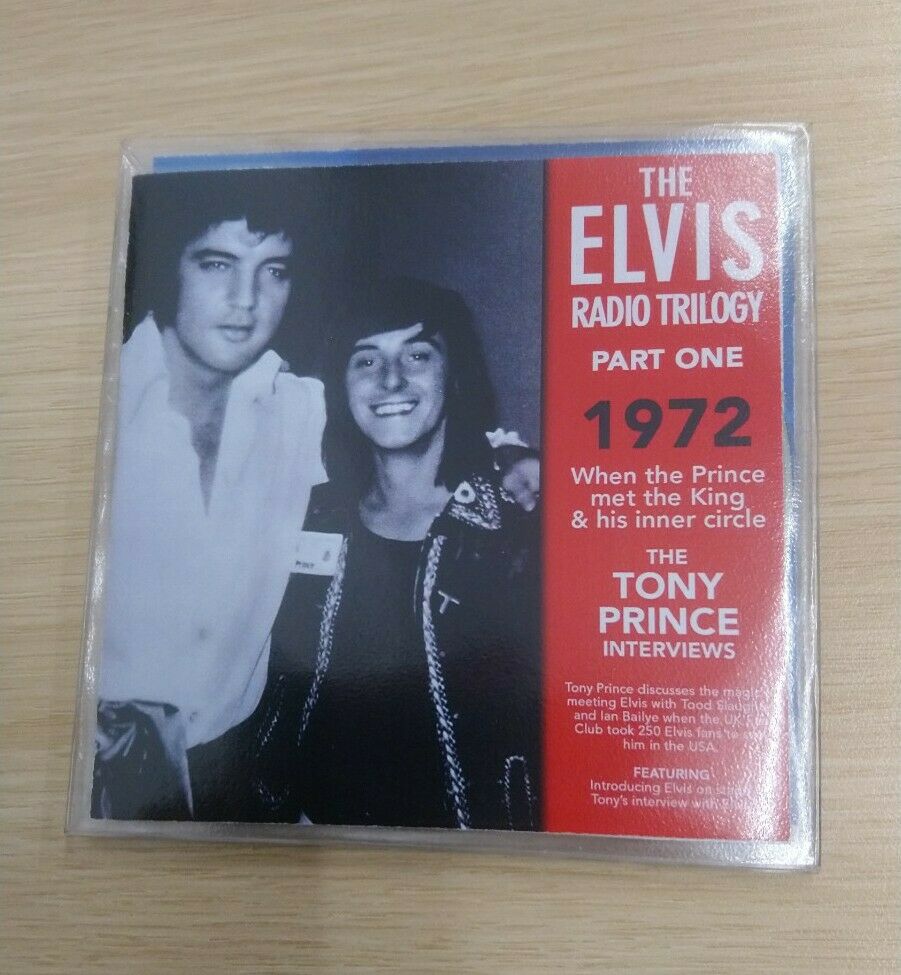 THE
ELVIS
RADIO TRILOGY
PART ONE
1972
When the Prince
met the King
& his inner circle
THE
TONY
PRINCE
INTERVIEWS
Tony Prince discusses the magic
meeting Elvis with Tood
and Ian Bailye when the UK
Club took 250 Elvis fans to
him in the USA.
FEATURING
Introducing Elvis on
Tony's interview with